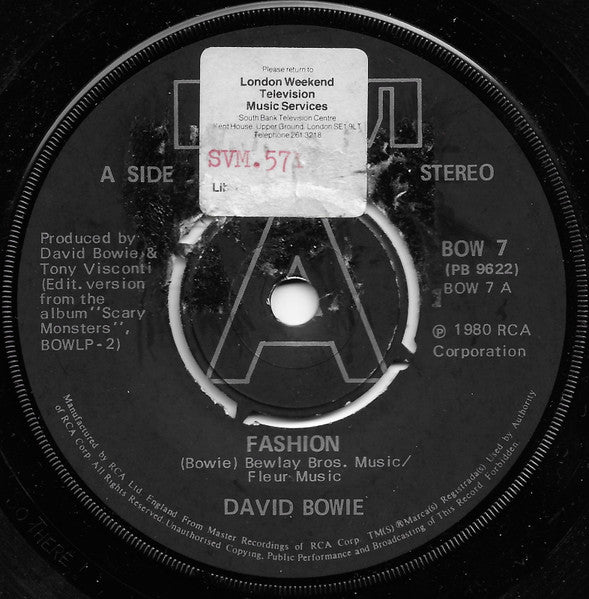 Please return to
London Weekend
Television
Music Services
South Bank Television Centre
Kent House, Upper Ground, London SE1 9LT
Telephone 261 3218
SVM.571
A SIDE
STEREO
Produced by
David Bowie &
Tony Visconti
(Edit. version
from the
album "Scary
Monsters",
BOWLP-2)
BOW 7
(PB 9622)
BOW 7 A
℗ 1980 RCA
Corporation
A
FASHION
(Bowie) Bewlay Bros. Music/
Fleur Music
DAVID BOWIE
Manufactured by RCA Ltd. England From Master Recordings of RCA Corp. TM(S)® Marca(s) Registrada(s) Used by Authority
of RCA Corp All Rights Reserved Unauthorised Copying, Public Performance and Broadcasting of This Record Forbidden